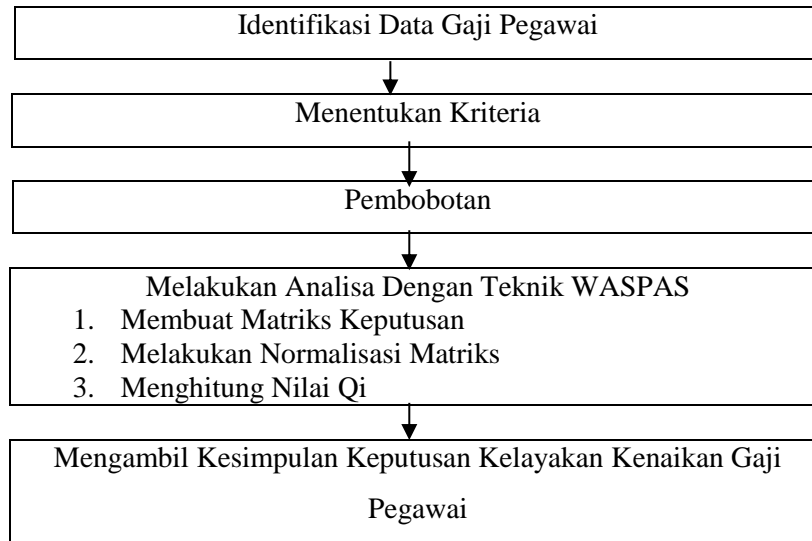 Identifikasi Data Gaji Pegawai
Menentukan Kriteria
Pembobotan
Melakukan Analisa Dengan Teknik WASPAS
1. Membuat Matriks Keputusan
2. Melakukan Normalisasi Matriks
3. Menghitung Nilai Qi
Mengambil Kesimpulan Keputusan Kelayakan Kenaikan Gaji
Pegawai